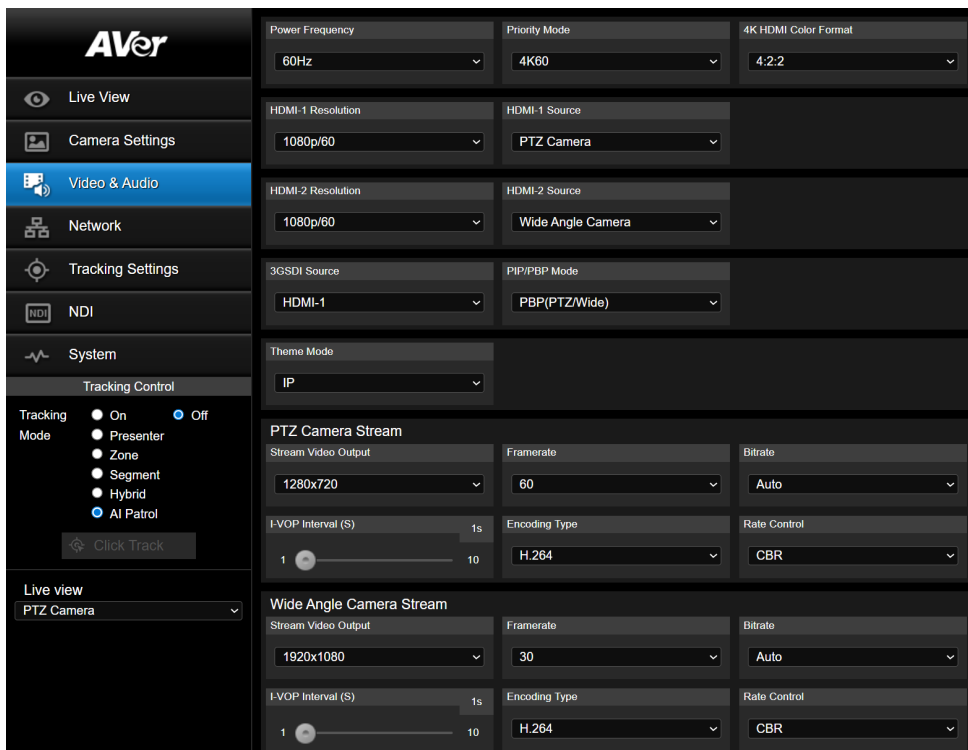 AVer
Live View
Camera Settings
Video & Audio
Network
Tracking Settings
NDI
NDI
System
Tracking Control
Tracking On Off
Mode Presenter
Zone
Segment
Hybrid
AI Patrol
Click Track
Live view
PTZ Camera
Power Frequency Priority Mode 4K HDMI Color Format
60Hz 4K60 4:2:2
HDMI-1 Resolution HDMI-1 Source
1080p/60 PTZ Camera
HDMI-2 Resolution HDMI-2 Source
1080p/60 Wide Angle Camera
3GSDI Source PIP/PBP Mode
HDMI-1 PBP(PTZ/Wide)
Theme Mode
IP
PTZ Camera Stream
Stream Video Output Framerate Bitrate
1280x720 60 Auto
I-VOP Interval (S) 1s Encoding Type Rate Control
1 10 H.264 CBR
Wide Angle Camera Stream
Stream Video Output Framerate Bitrate
1920x1080 30 Auto
I-VOP Interval (S) 1s Encoding Type Rate Control
1 10 H.264 CBR